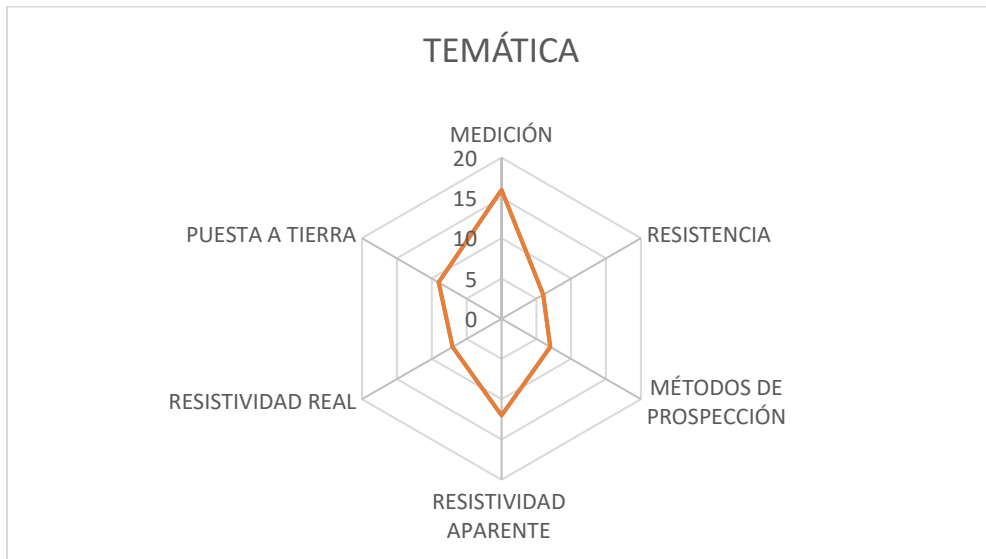 TEMÁTICA
MEDICIÓN
20
15
10
5
0
RESISTENCIA
MÉTODOS DE
PROSPECCIÓN
RESISTIVIDAD
APARENTE
RESISTIVIDAD REAL
PUESTA A TIERRA